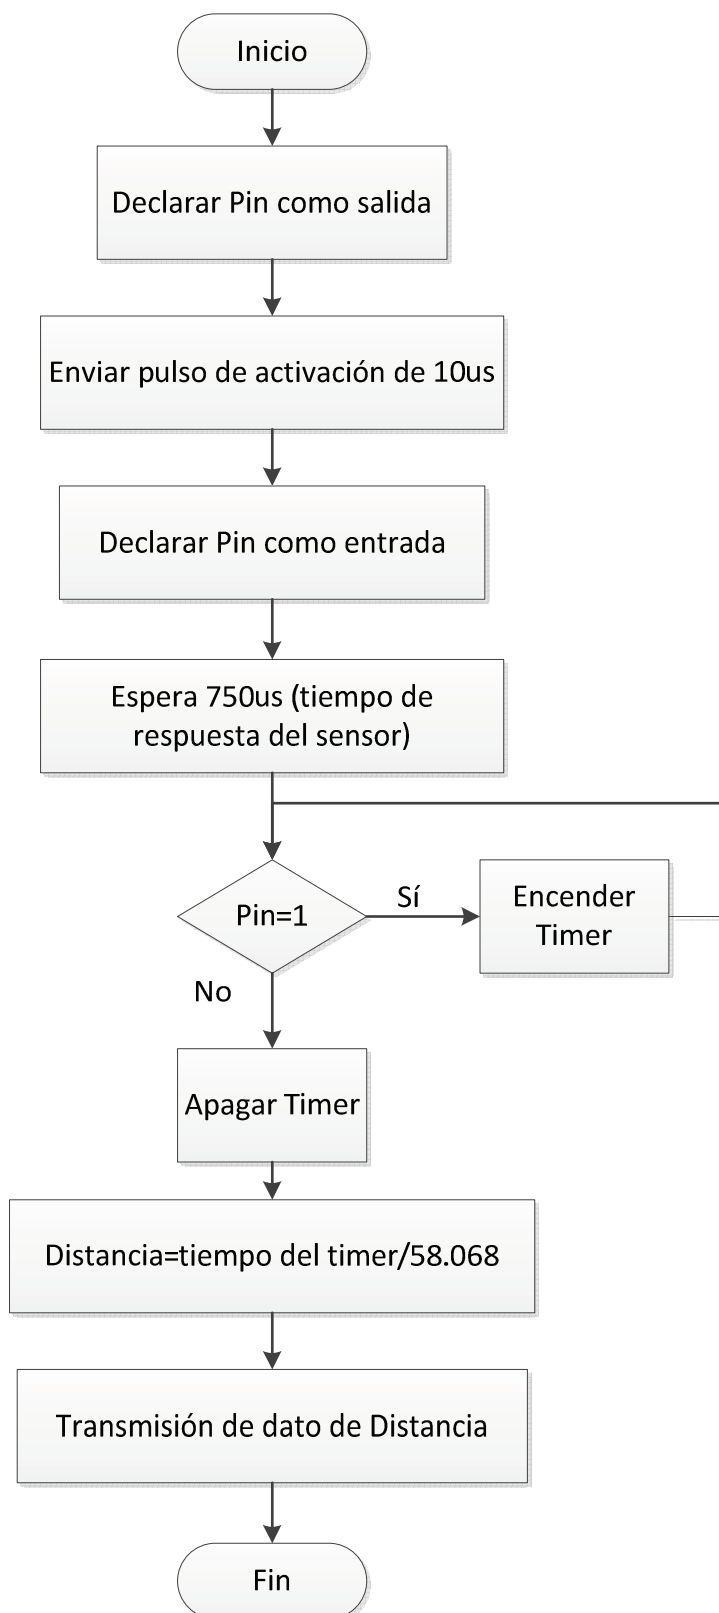 Inicio
Declarar Pin como salida
Enviar pulso de activación de 10us
Declarar Pin como entrada
Espera 750us (tiempo de
respuesta del sensor)
Pin=1
Sí
Encender
Timer
No
Apagar Timer
Distancia=tiempo del timer/58.068
Transmisión de dato de Distancia
Fin